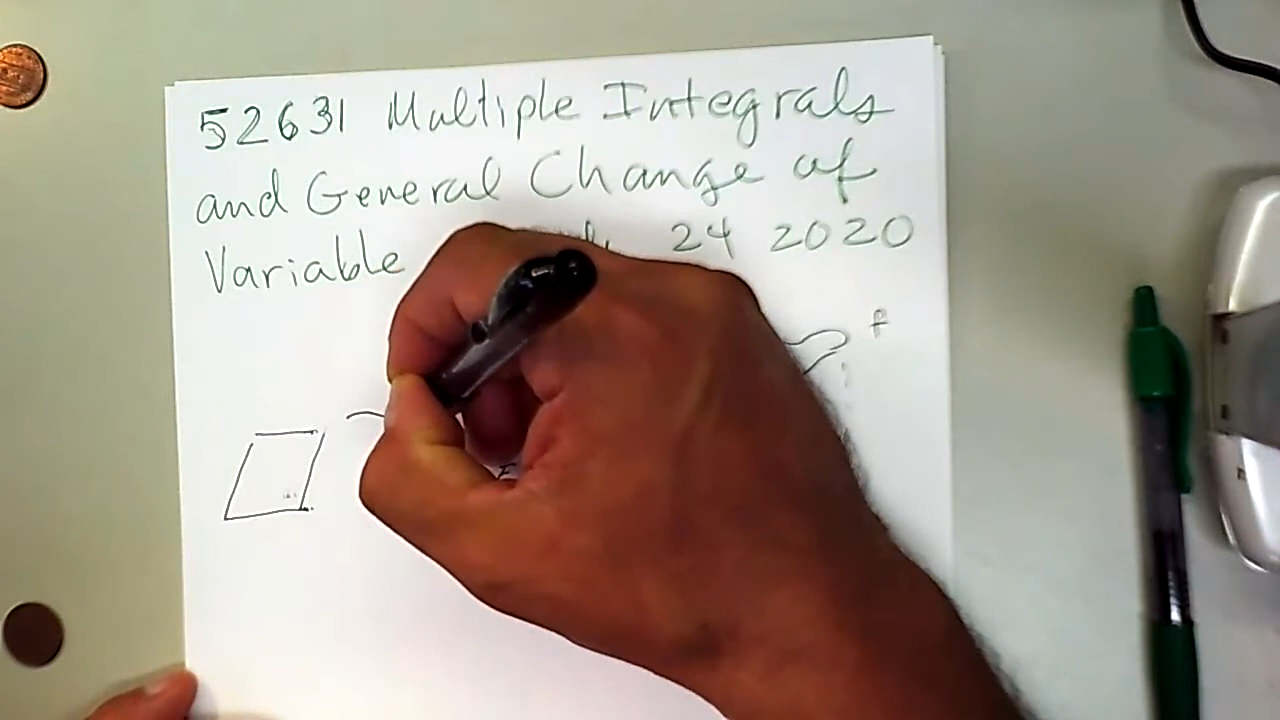 52631 Multiple Integrals
and General Change of
Variable 24 2020
f